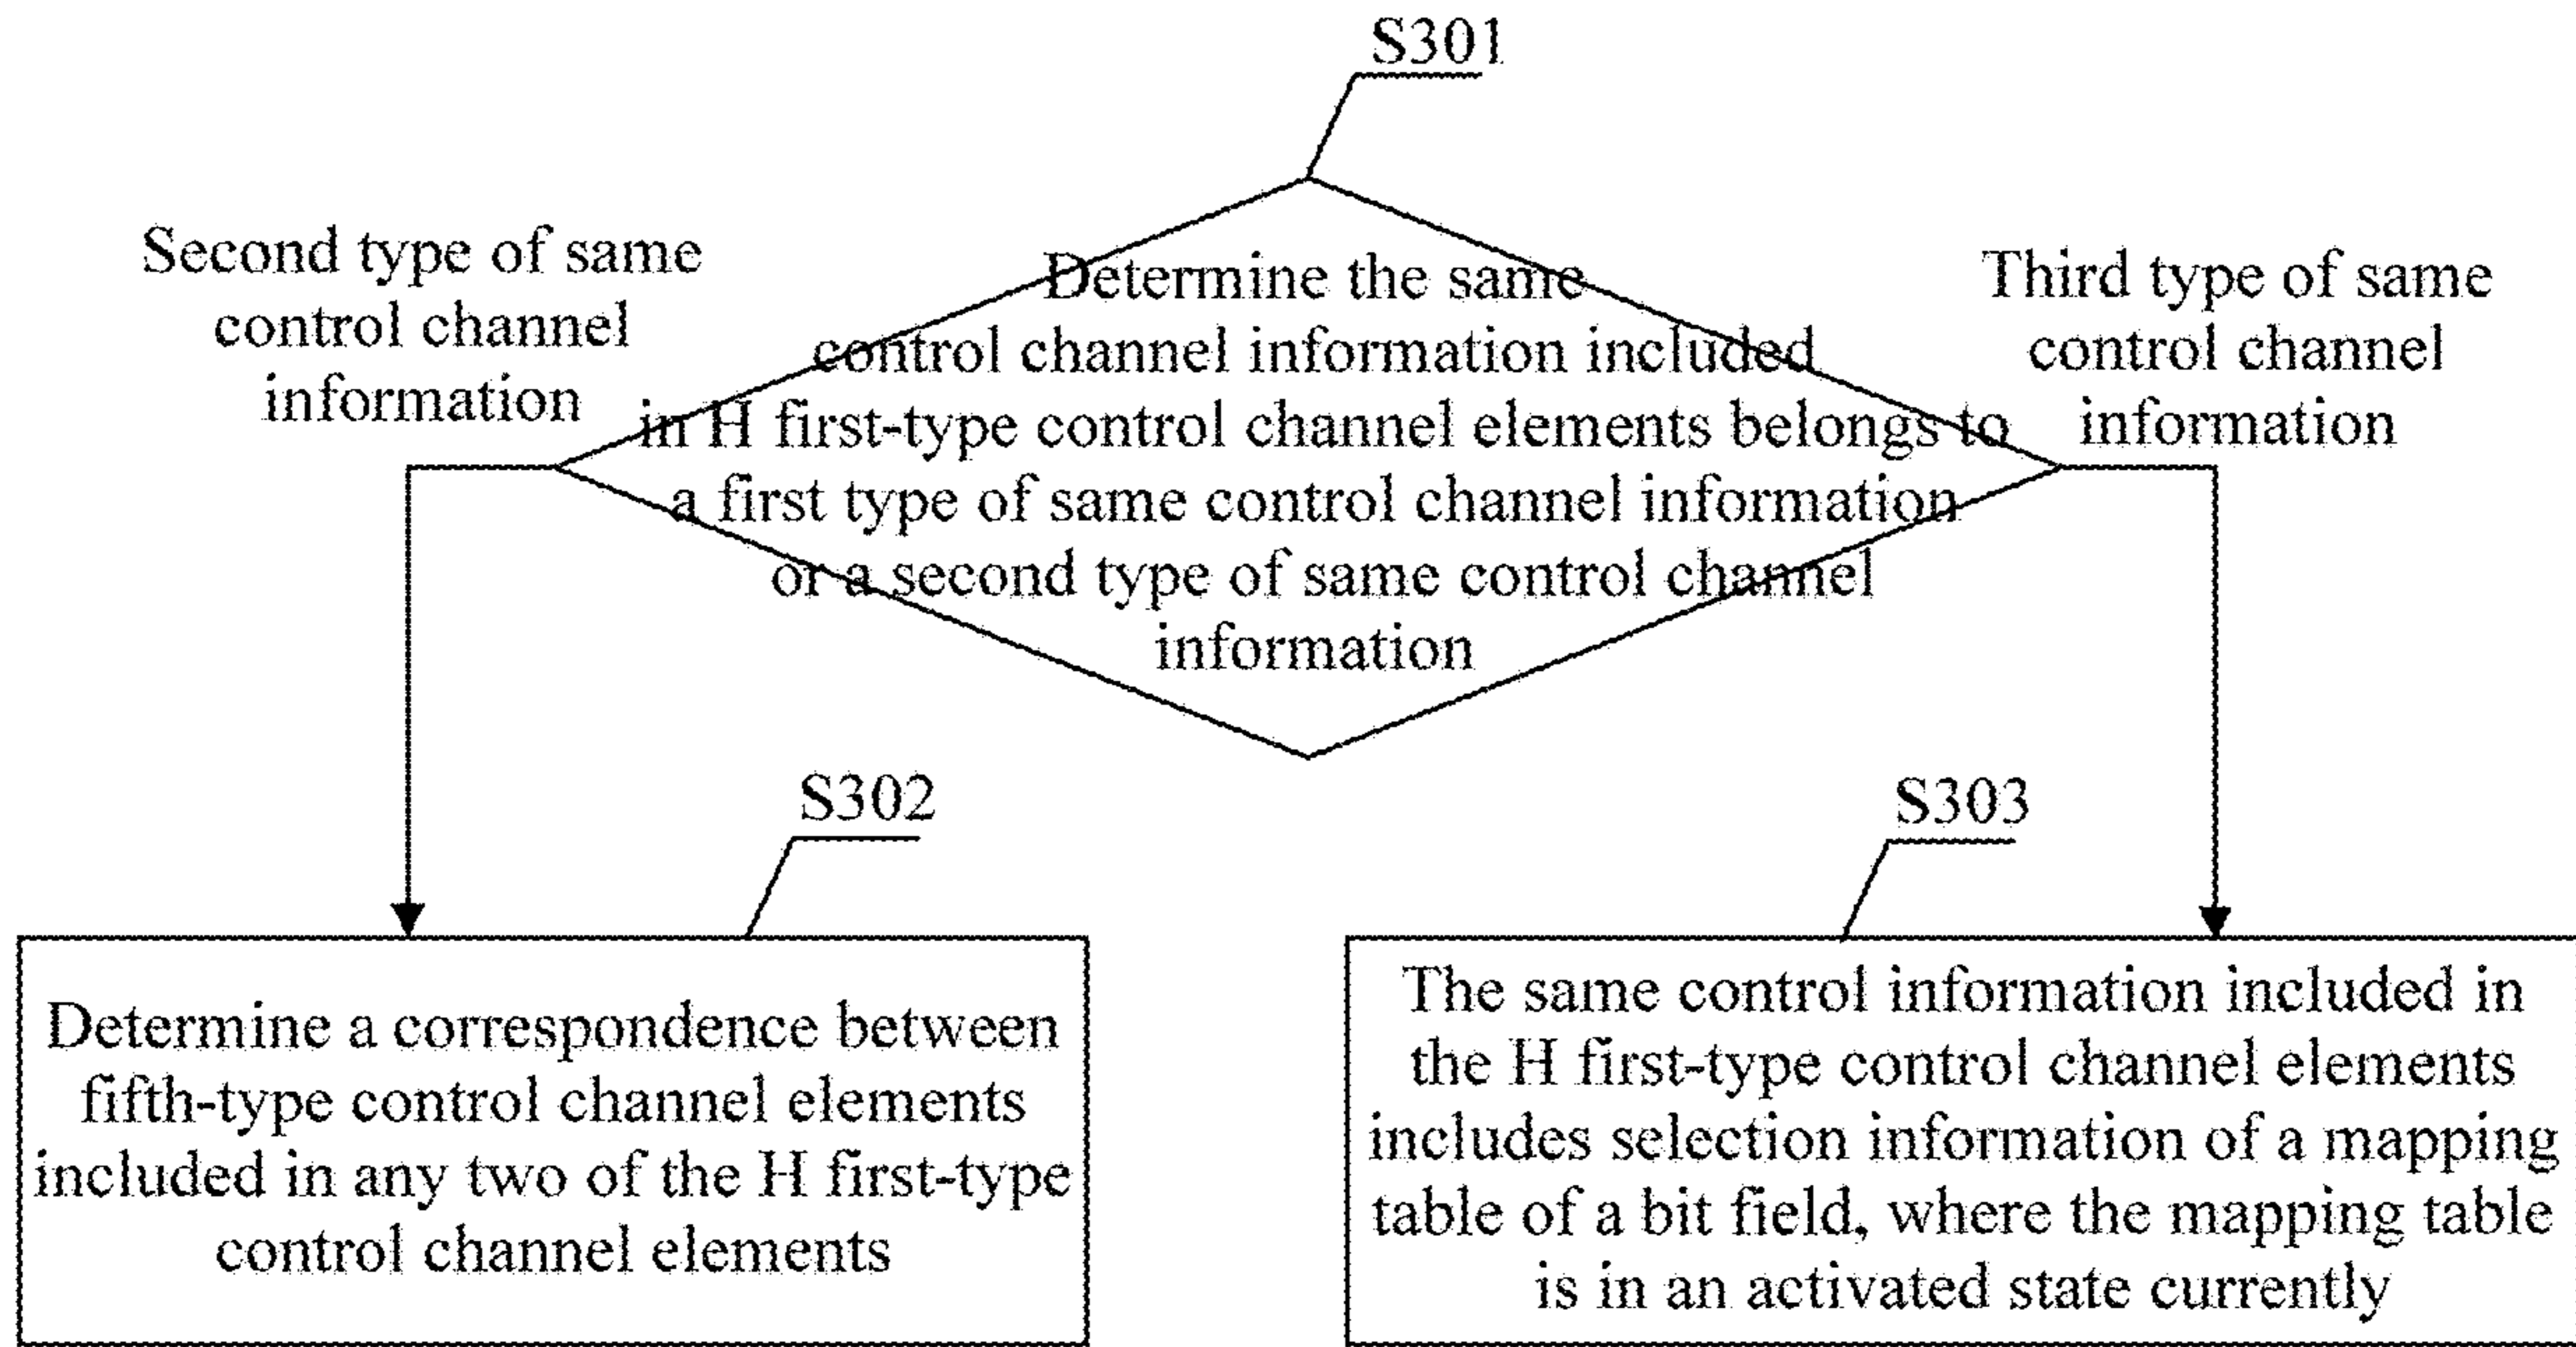 S301
Second type of same
control channel
information
Determine the same
control channel information included
in H first-type control channel elements belongs to
a first type of same control channel information
or a second type of same control channel
information
Third type of same
control channel
information
S302
Determine a correspondence between
fifth-type control channel elements
included in any two of the H first-type
control channel elements
S303
The same control information included in
the H first-type control channel elements
includes selection information of a mapping
table of a bit field, where the mapping table
is in an activated state currently